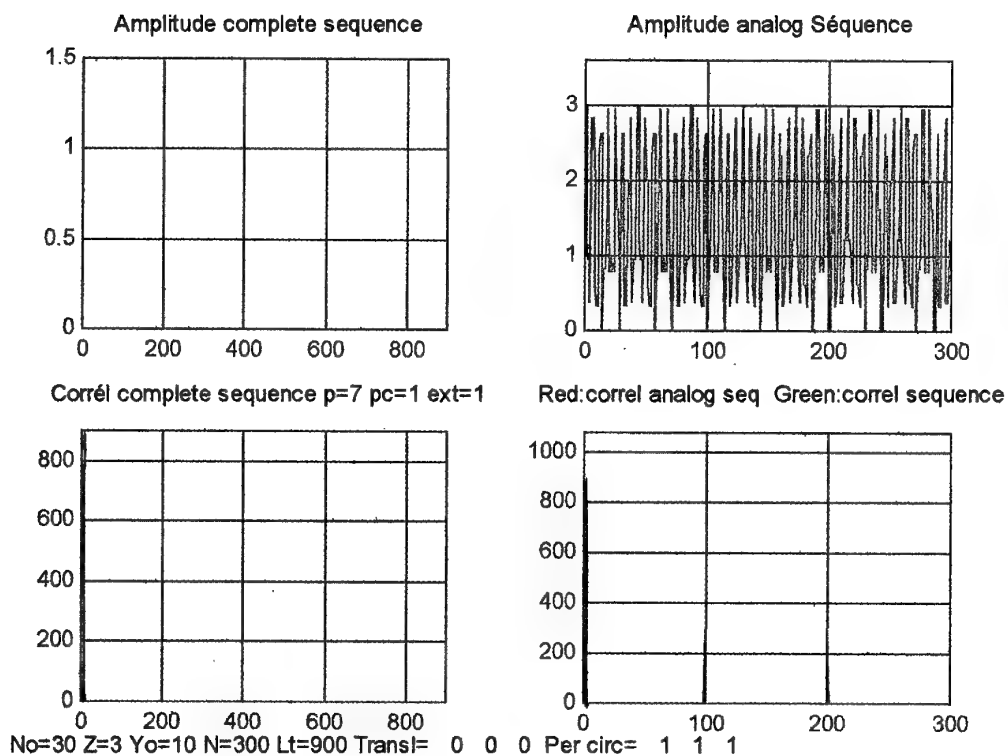 Amplitude complete sequence
1.5
1
0.5
0
0 200 400 600 800
Amplitude analog Séquence
3
2
1
0
0 100 200 300
Corrél complete sequence p=7 pc=1 ext=1
800
600
400
200
0
0 200 400 600 800
Red:correl analog seq Green:correl sequence
1000
800
600
400
200
0
0 100 200 300
No=30 Z=3 Yo=10 N=300 Lt=900 Transl= 0 0 0 Per circ= 1 1 1